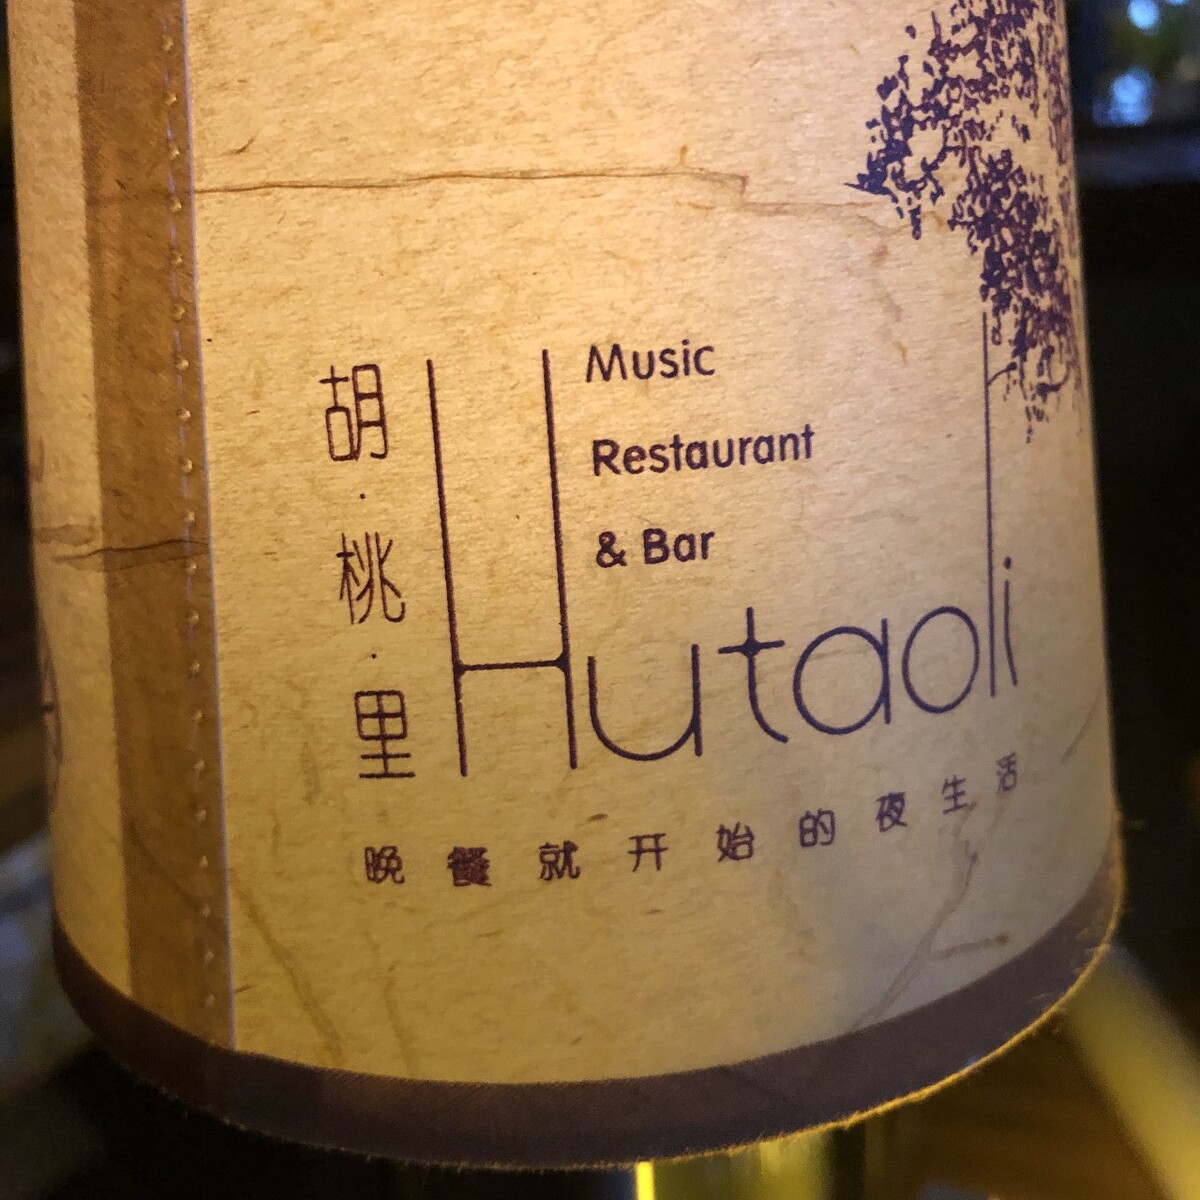 胡·桃·里
Music
Restaurant
& Bar
Hutaoli
晚餐就开始的夜生活